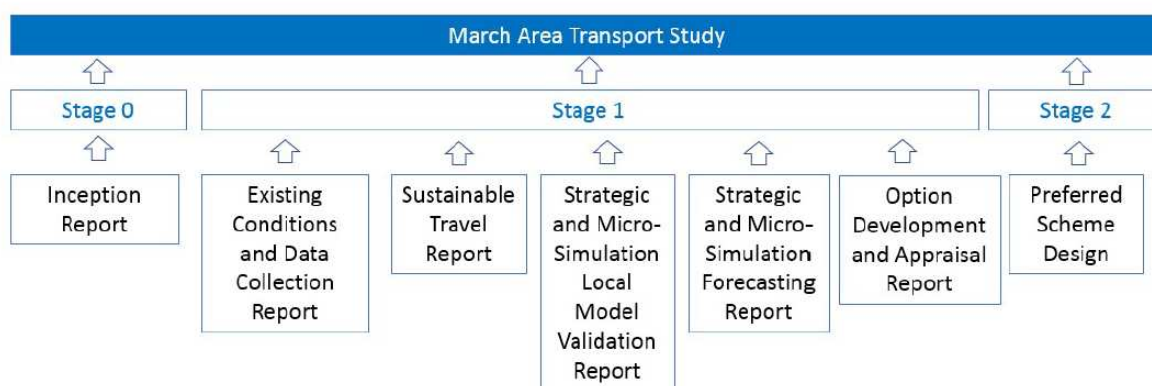 March Area Transport Study
Stage 0
Stage 1
Stage 2
Inception
Report
Existing
Conditions
and Data
Collection
Report
Sustainable
Travel
Report
Strategic
and Micro-
Simulation
Local
Model
Validation
Report
Strategic
and Micro-
Simulation
Forecasting
Report
Option
Development
and Appraisal
Report
Preferred
Scheme
Design